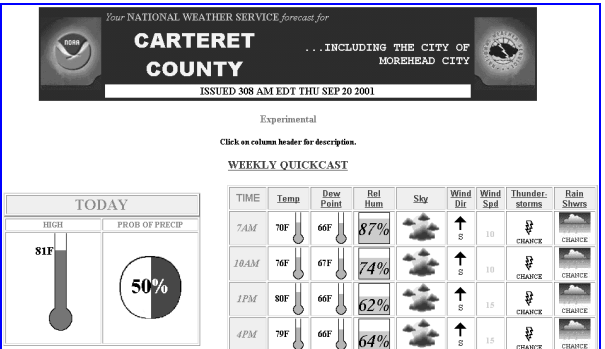 Your NATIONAL WEATHER SERVICE forecast for
NOAA
CARTERET
COUNTY
...INCLUDING THE CITY OF
MOREHEAD CITY
ISSUED 308 AM EDT THU SEP 20 2001
Experimental
Click on column header for description.
WEEKLY QUICKCAST
TODAY
HIGH PROB OF PRECIP
81F
50%
TIME Temp Dew Point Rel Hum Sky Wind Dir Wind Spd Thunder-storms Rain Shwrs
7AM 70F 66F 87% S 10 CHANCE CHANCE
10AM 76F 67F 74% S 10 CHANCE CHANCE
1PM 80F 66F 62% S 15 CHANCE CHANCE
4PM 79F 66F 64% S 15 CHANCE CHANCE